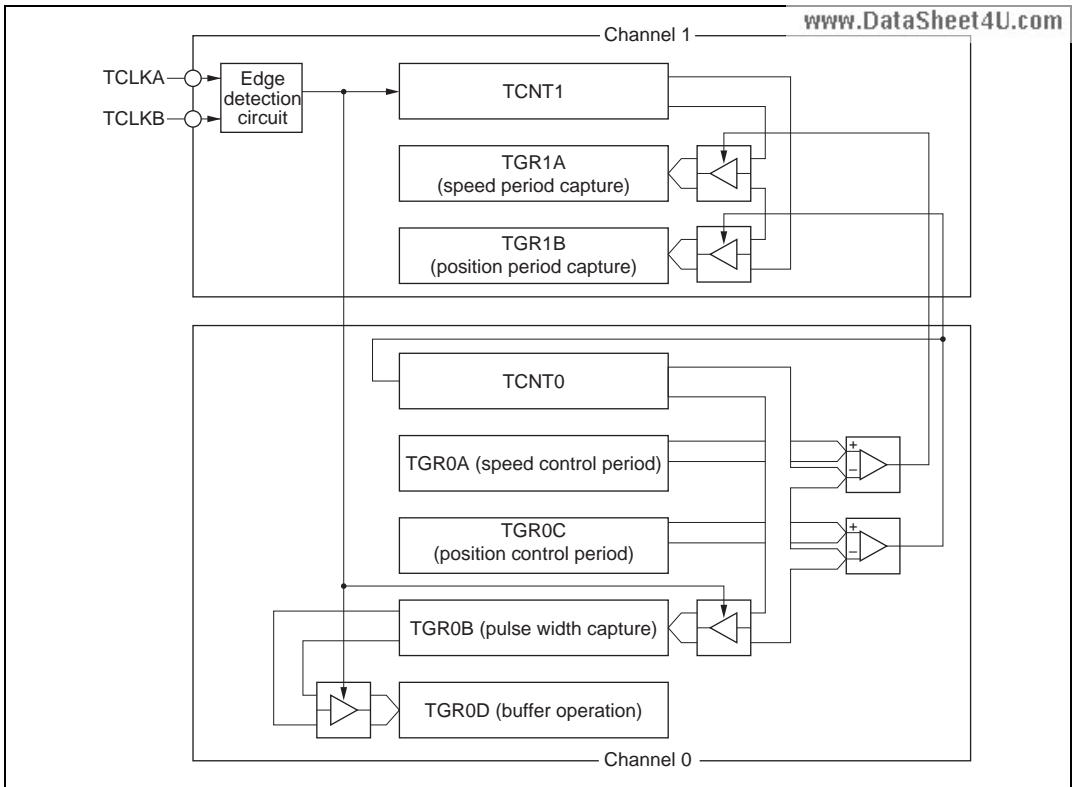 www.DataSheet4U.com
Channel 1
TCLKA
TCLKB
Edge
detection
circuit
TCNT1
TGR1A
(speed period capture)
TGR1B
(position period capture)
TCNT0
TGR0A (speed control period)
+
−
TGR0C
(position control period)
+
−
TGR0B (pulse width capture)
TGR0D (buffer operation)
Channel 0